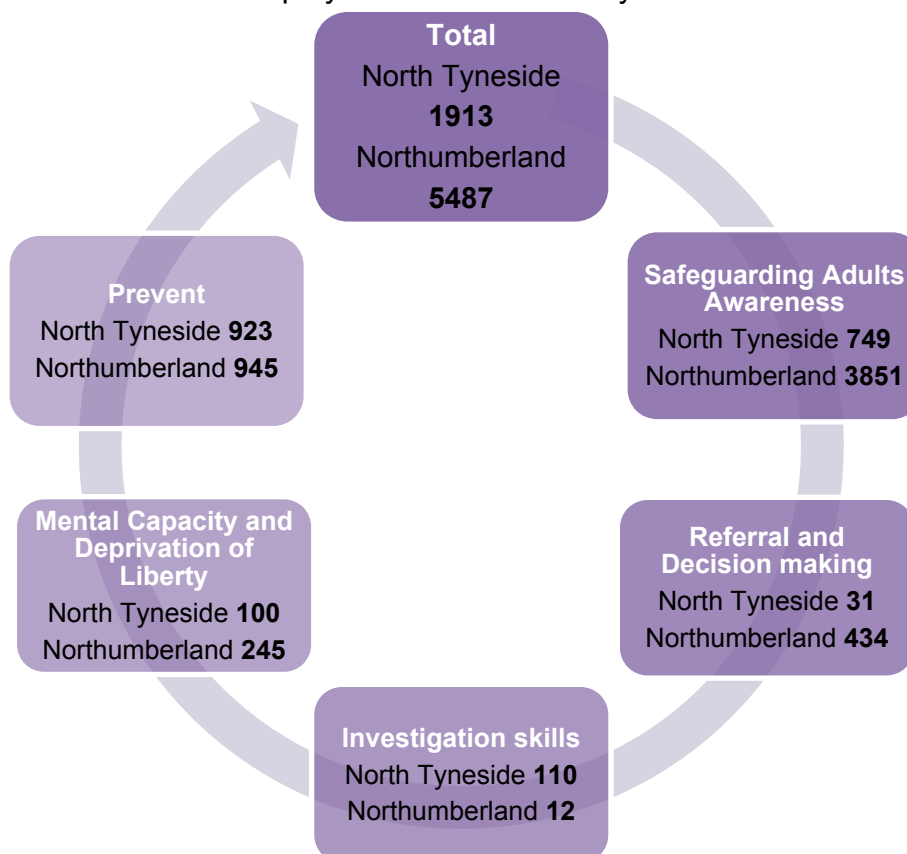 Total
North Tyneside
1913
Northumberland
5487
Safeguarding Adults
Awareness
North Tyneside 749
Northumberland 3851
Referral and
Decision making
North Tyneside 31
Northumberland 434
Investigation skills
North Tyneside 110
Northumberland 12
Mental Capacity and
Deprivation of
Liberty
North Tyneside 100
Northumberland 245
Prevent
North Tyneside 923
Northumberland 945